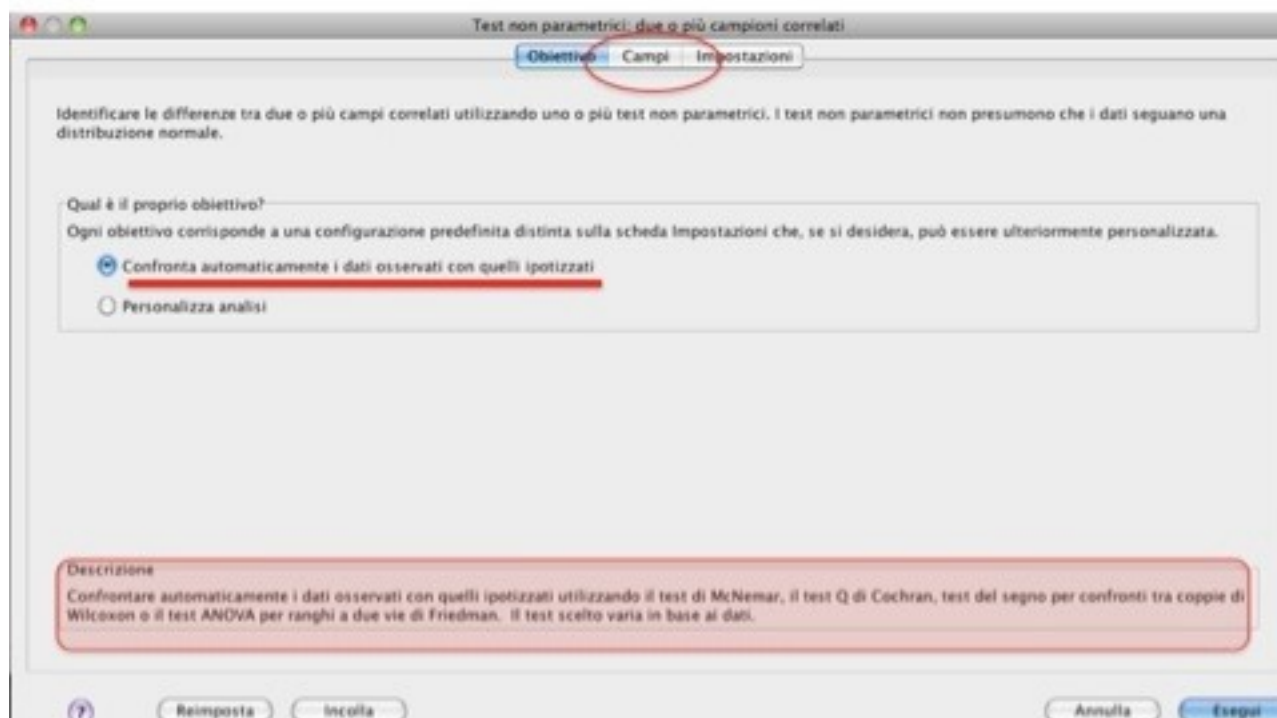 Test non parametrici: due o più campioni correlati
Obiettivo Campi Impostazioni
Identificare le differenze tra due o più campi correlati utilizzando uno o più test non parametrici. I test non parametrici non presumono che i dati seguano una
distribuzione normale.
Qual è il proprio obiettivo?
Ogni obiettivo corrisponde a una configurazione predefinita distinta sulla scheda Impostazioni che, se si desidera, può essere ulteriormente personalizzata.
Confronta automaticamente i dati osservati con quelli ipotizzati
Personalizza analisi
Descrizione
Confrontare automaticamente i dati osservati con quelli ipotizzati utilizzando il test di McNemar, il test Q di Cochran, test del segno per confronti tra coppie di
Wilcoxon o il test ANOVA per ranghi a due vie di Friedman. Il test scelto varia in base ai dati.
? Reimposta Incolla Annulla Esegui